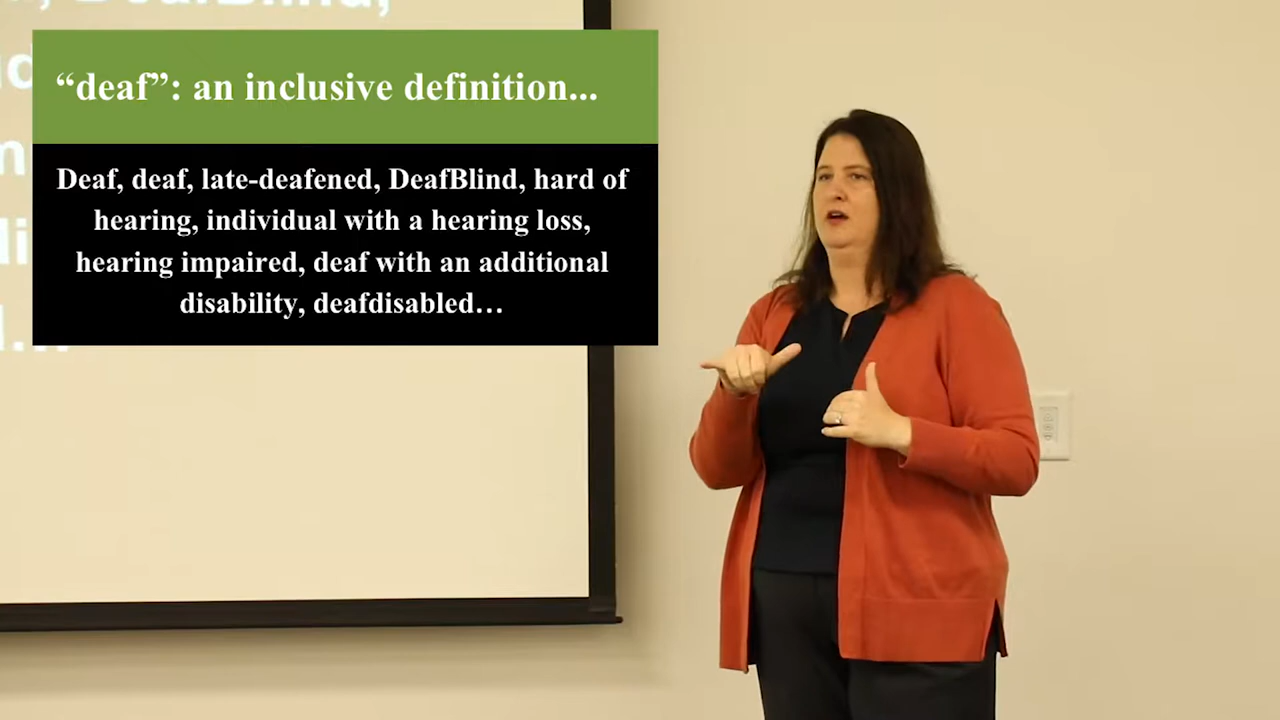 “deaf”: an inclusive definition...
Deaf, deaf, late-deafened, DeafBlind, hard of
hearing, individual with a hearing loss,
hearing impaired, deaf with an additional
disability, deafdisabled…